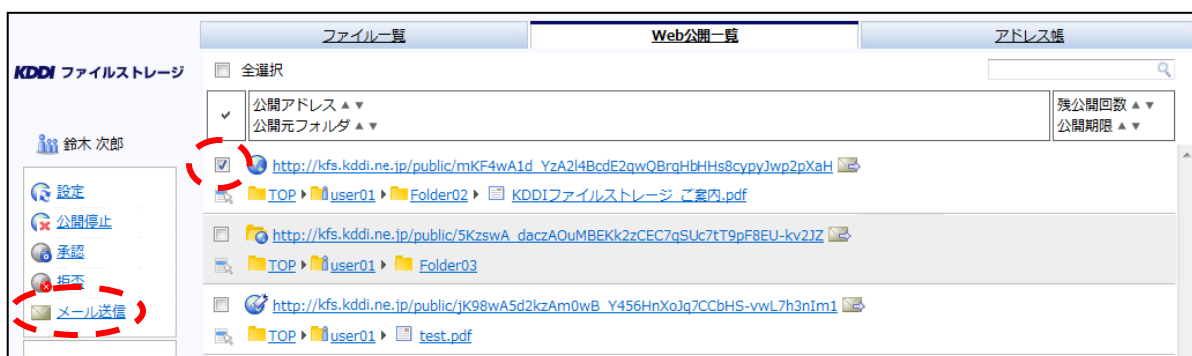 ファイル一覧
Web公開一覧
アドレス帳
KDDI ファイルストレージ
全選択
公開アドレス▲▼
公開元フォルダ▲▼
残公開回数▲▼
公開期限▲▼
鈴木 次郎
設定
公開停止
承認
拒否
メール送信
http://kfs.kddi.ne.jp/public/mKF4wA1d_YzA2l4BcdE2qwQBrqHbHHs8cypyJwp2pXaH
TOP user01 Folder02 KDDIファイルストレージ ご案内.pdf
http://kfs.kddi.ne.jp/public/5KzswA_daczAOuMBEKk2zCEC7qSUc7tT9pF8EU-kv2JZ
TOP user01 Folder03
http://kfs.kddi.ne.jp/public/jK98wA5d2kzAm0wB_Y456HnXoJq7CCbHS-vwL7h3nIm1
TOP user01 test.pdf